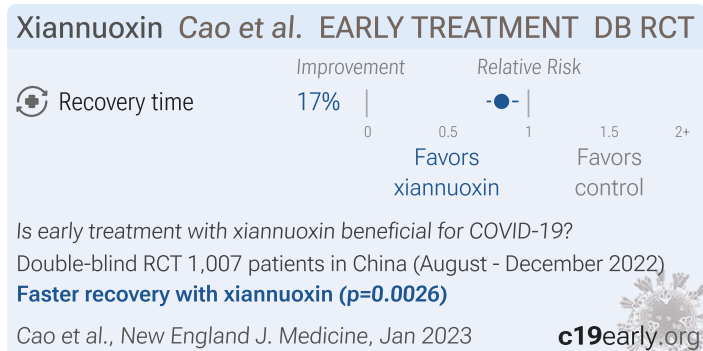 Xiannuoxin Cao et al. EARLY TREATMENT DB RCT
Improvement Relative Risk
Recovery time 17%
0 0.5 1 1.5 2+
Favors xiannuoxin
Favors control
Is early treatment with xiannuoxin beneficial for COVID-19?
Double-blind RCT 1,007 patients in China (August - December 2022)
Faster recovery with xiannuoxin (p=0.0026)
Cao et al., New England J. Medicine, Jan 2023 c19early.org